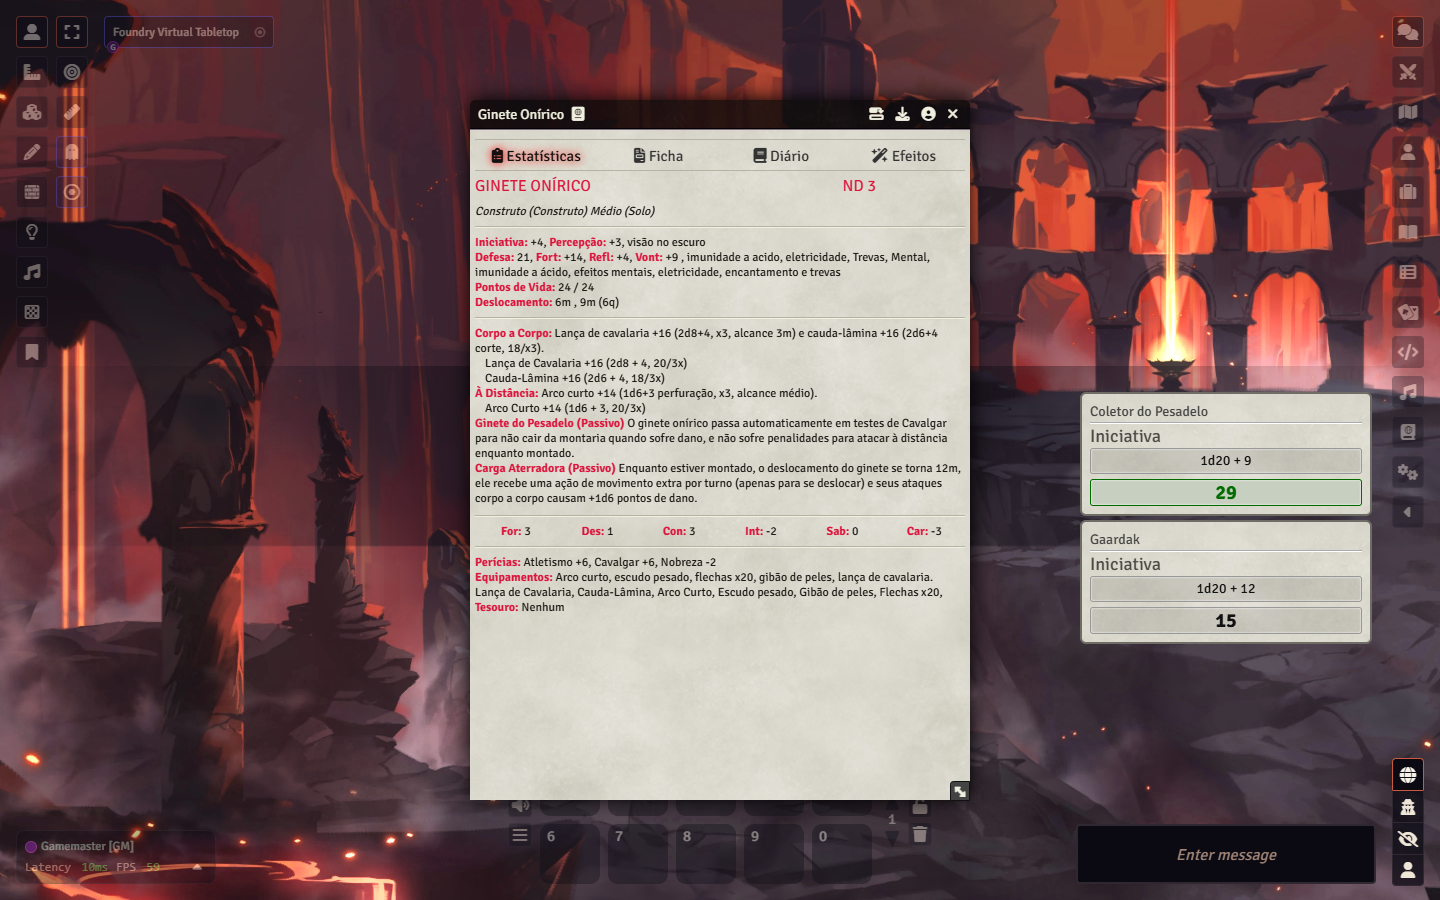 Foundry Virtual Tabletop
G
Ginete Onírico
Estatísticas
Ficha
Diário
Efeitos
GINETE ONÍRICO
ND 3
Construto (Construto) Médio (Solo)
Iniciativa: +4, Percepção: +3, visão no escuro
Defesa: 21, Fort: +14, Refl: +4, Vont: +9 , imunidade a acido, eletricidade, Trevas, Mental,
imunidade a ácido, efeitos mentais, eletricidade, encantamento e trevas
Pontos de Vida: 24 / 24
Deslocamento: 6m , 9m (6q)
Corpo a Corpo: Lança de cavalaria +16 (2d8+4, x3, alcance 3m) e cauda-lâmina +16 (2d6+4
corte, 18/x3).
Lança de Cavalaria +16 (2d8 + 4, 20/3x)
Cauda-Lâmina +16 (2d6 + 4, 18/3x)
À Distância: Arco curto +14 (1d6+3 perfuração, x3, alcance médio).
Arco Curto +14 (1d6 + 3, 20/3x)
Ginete do Pesadelo (Passivo) O ginete onírico passa automaticamente em testes de Cavalgar
para não cair da montaria quando sofre dano, e não sofre penalidades para atacar à distância
enquanto montado.
Carga Aterradora (Passivo) Enquanto estiver montado, o deslocamento do ginete se torna 12m,
ele recebe uma ação de movimento extra por turno (apenas para se deslocar) e seus ataques
corpo a corpo causam +1d6 pontos de dano.
For: 3
Des: 1
Con: 3
Int: -2
Sab: 0
Car: -3
Perícias: Atletismo +6, Cavalgar +6, Nobreza -2
Equipamentos: Arco curto, escudo pesado, flechas x20, gibão de peles, lança de cavalaria.
Lança de Cavalaria, Cauda-Lâmina, Arco Curto, Escudo pesado, Gibão de peles, Flechas x20,
Tesouro: Nenhum
Coletor do Pesadelo
Iniciativa
1d20 + 9
29
Gaardak
Iniciativa
1d20 + 12
15
Enter message
6
7
8
9
0
1
Gamemaster [GM]
Latency 10ms FPS 59